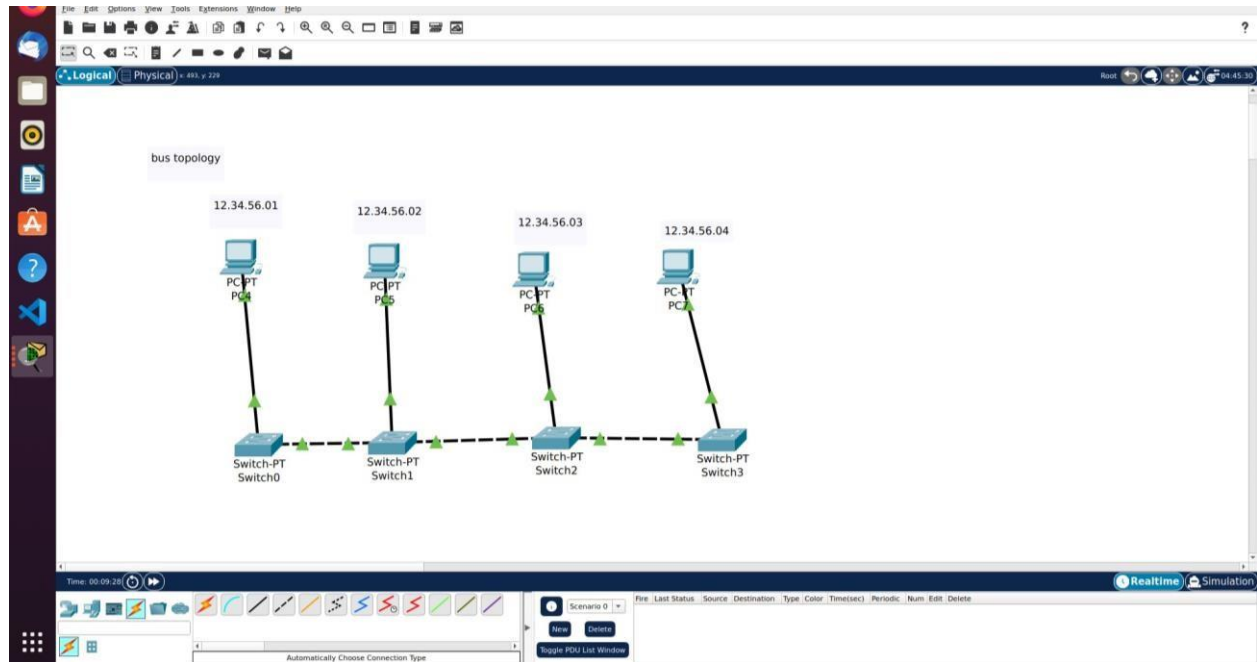 File Edit Options View Tools Extensions Window Help
?
Logical Physical x: 493, y: 229 Root 04:45:30
bus topology
12.34.56.01
12.34.56.02
12.34.56.03
12.34.56.04
PC-PT
PC4
PC-PT
PC5
PC-PT
PC6
PC-PT
PC7
Switch-PT
Switch0
Switch-PT
Switch1
Switch-PT
Switch2
Switch-PT
Switch3
Time: 00:09:28 Realtime Simulation
Scenario 0
New Delete
Toggle PDU List Window
Fire Last Status Source Destination Type Color Time(sec) Periodic Num Edit Delete
Automatically Choose Connection Type